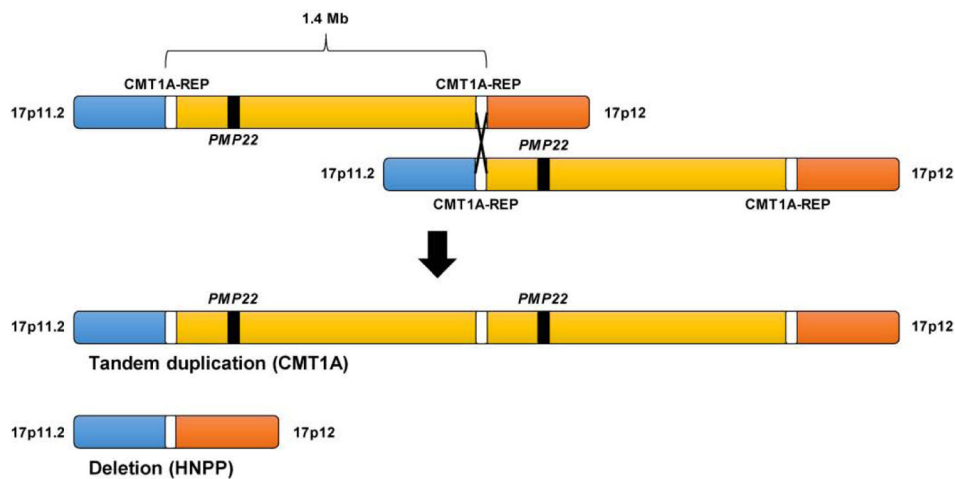 1.4 Mb
CMT1A-REP
CMT1A-REP
17p11.2
17p12
PMP22
PMP22
17p11.2
17p12
CMT1A-REP
CMT1A-REP
PMP22
PMP22
17p11.2
17p12
Tandem duplication (CMT1A)
17p11.2
17p12
Deletion (HNPP)